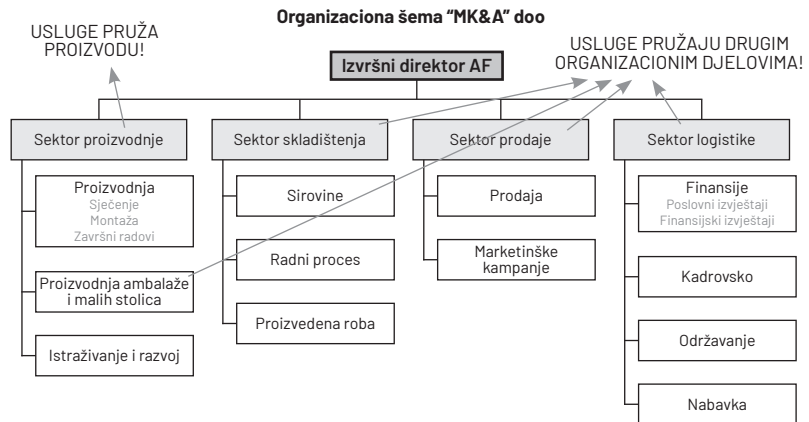 Organizaciona šema “MK&A” doo
USLUGE PRUŽA
PROIZVODU!
USLUGE PRUŽAJU DRUGIM
ORGANIZACIONIM DJELOVIMA!
Izvršni direktor AF
Sektor proizvodnje
Sektor skladištenja
Sektor prodaje
Sektor logistike
Proizvodnja
Sječenje
Montaža
Završni radovi
Proizvodnja ambalaže
i malih stolica
Istraživanje i razvoj
Sirovine
Radni proces
Proizvedena roba
Prodaja
Marketinške
kampanje
Finansije
Poslovni izvještaji
Finansijski izvještaji
Kadrovsko
Održavanje
Nabavka